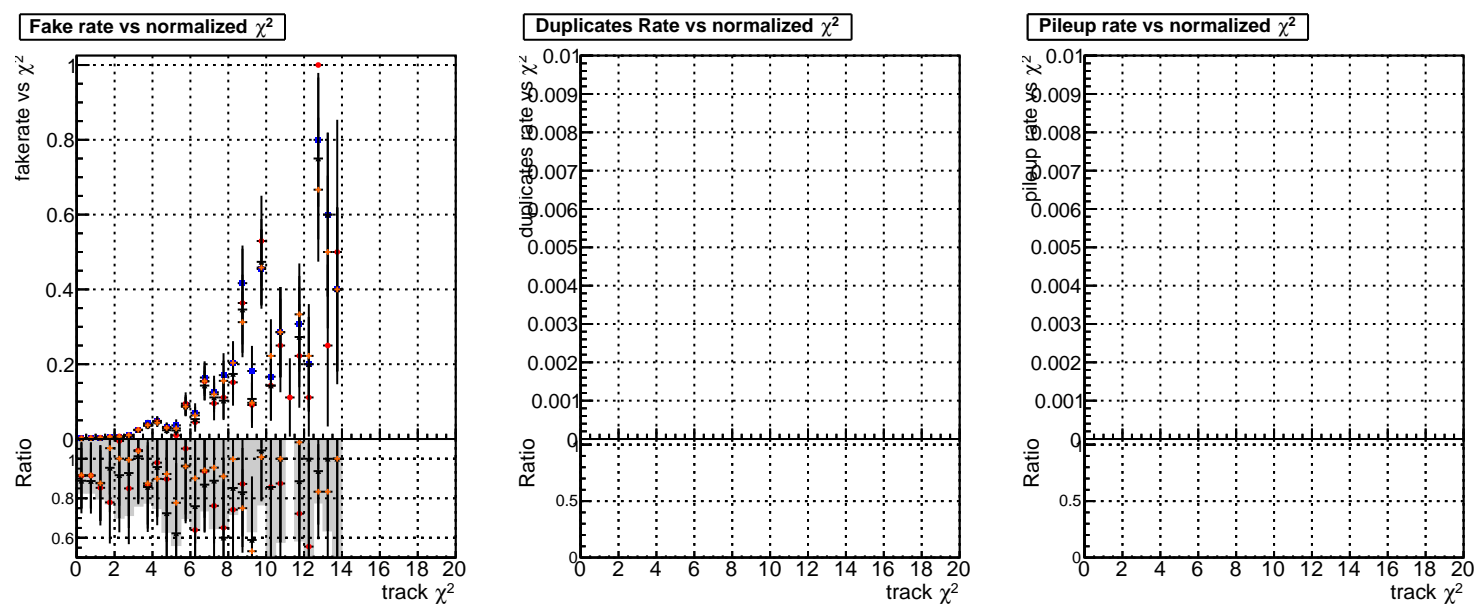 Fake rate vs normalized χ²
fakerate vs χ²
1
0.8
0.6
0.4
0.2
0
Ratio
1
0.8
0.6
0 2 4 6 8 10 12 14 16 18 20
track χ²
Duplicates Rate vs normalized χ²
duplicates rate vs χ²
0.01
0.009
0.008
0.007
0.006
0.005
0.004
0.003
0.002
0.001
0
Ratio
1
0.5
0
0 2 4 6 8 10 12 14 16 18 20
track χ²
Pileup rate vs normalized χ²
pileup rate vs χ²
0.01
0.009
0.008
0.007
0.006
0.005
0.004
0.003
0.002
0.001
0
Ratio
1
0.5
0
0 2 4 6 8 10 12 14 16 18 20
track χ²